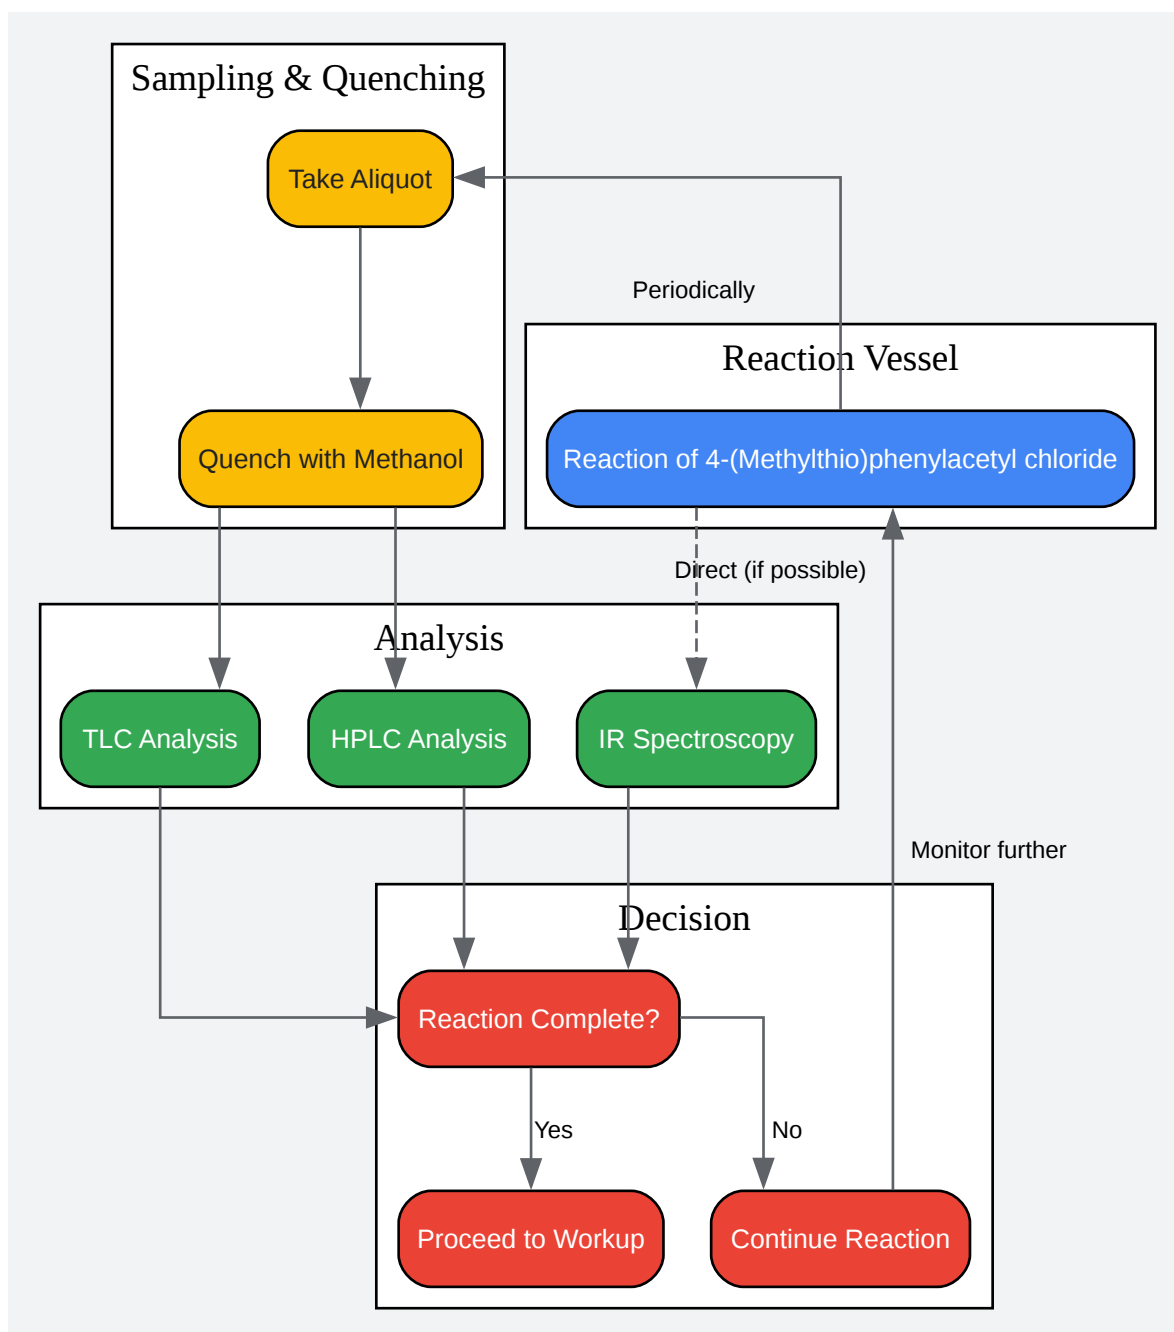 Sampling & Quenching
Take Aliquot
Periodically
Reaction Vessel
Quench with Methanol
Reaction of 4-(Methylthio)phenylacetyl chloride
Direct (if possible)
Analysis
TLC Analysis
HPLC Analysis
IR Spectroscopy
Monitor further
Decision
Reaction Complete?
Yes
No
Proceed to Workup
Continue Reaction